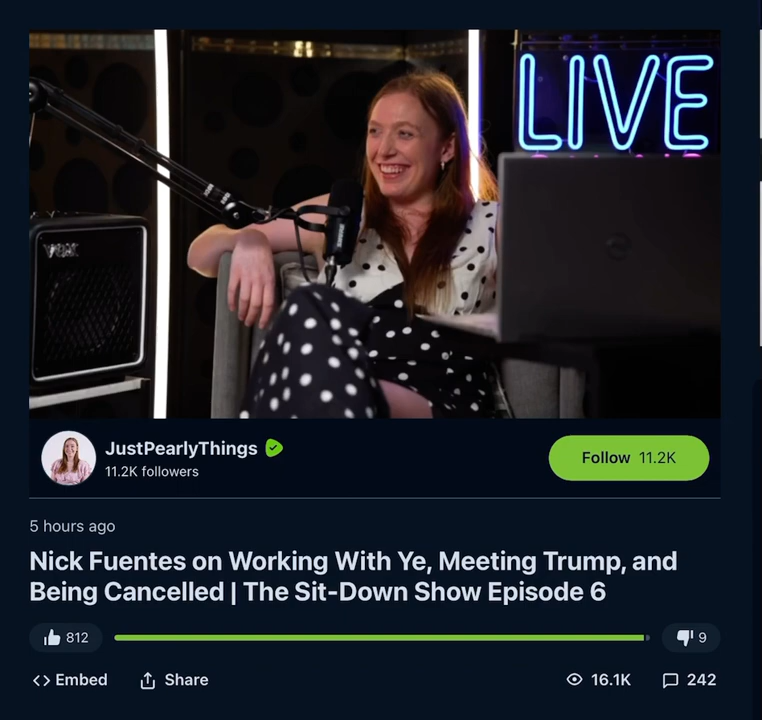 LIVE
VOX
JustPearlyThings
11.2K followers
Follow 11.2K
5 hours ago
Nick Fuentes on Working With Ye, Meeting Trump, and
Being Cancelled | The Sit-Down Show Episode 6
812
9
Embed
Share
16.1K
242